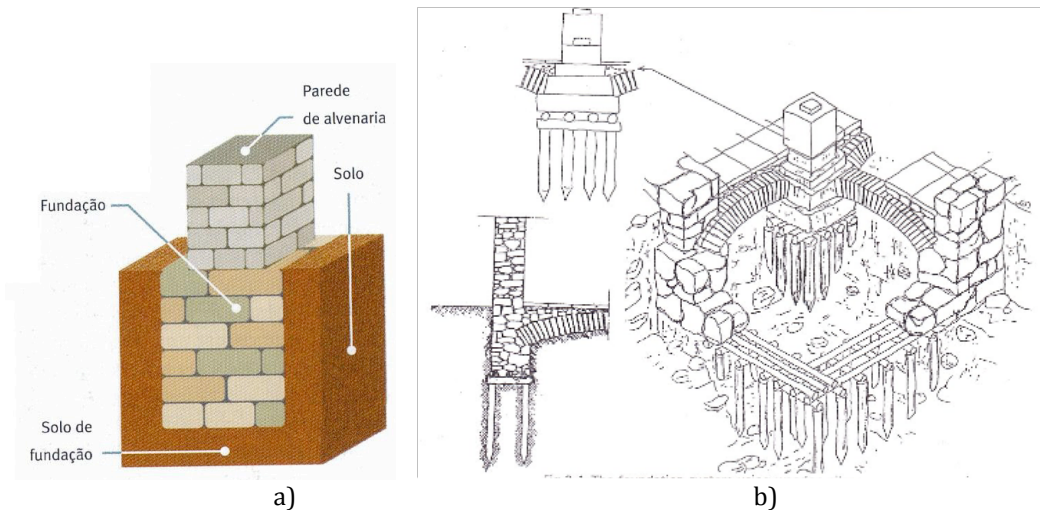 Parede
de alvenaria
Solo
Fundação
Solo de
fundação
a)
b)